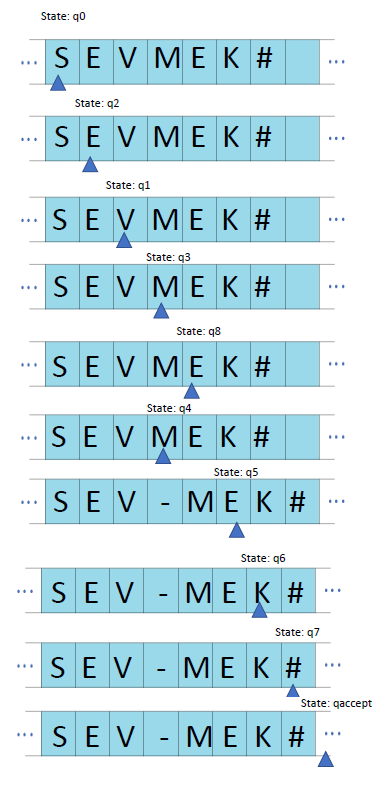 State: q0
... S E V M E K # ...
State: q2
... S E V M E K # ...
State: q1
... S E V M E K # ...
State: q3
... S E V M E K # ...
State: q8
... S E V M E K # ...
State: q4
... S E V M E K # ...
State: q5
... S E V - M E K # ...
State: q6
... S E V - M E K # ...
State: q7
... S E V - M E K # ...
State: qaccept
... S E V - M E K # ...